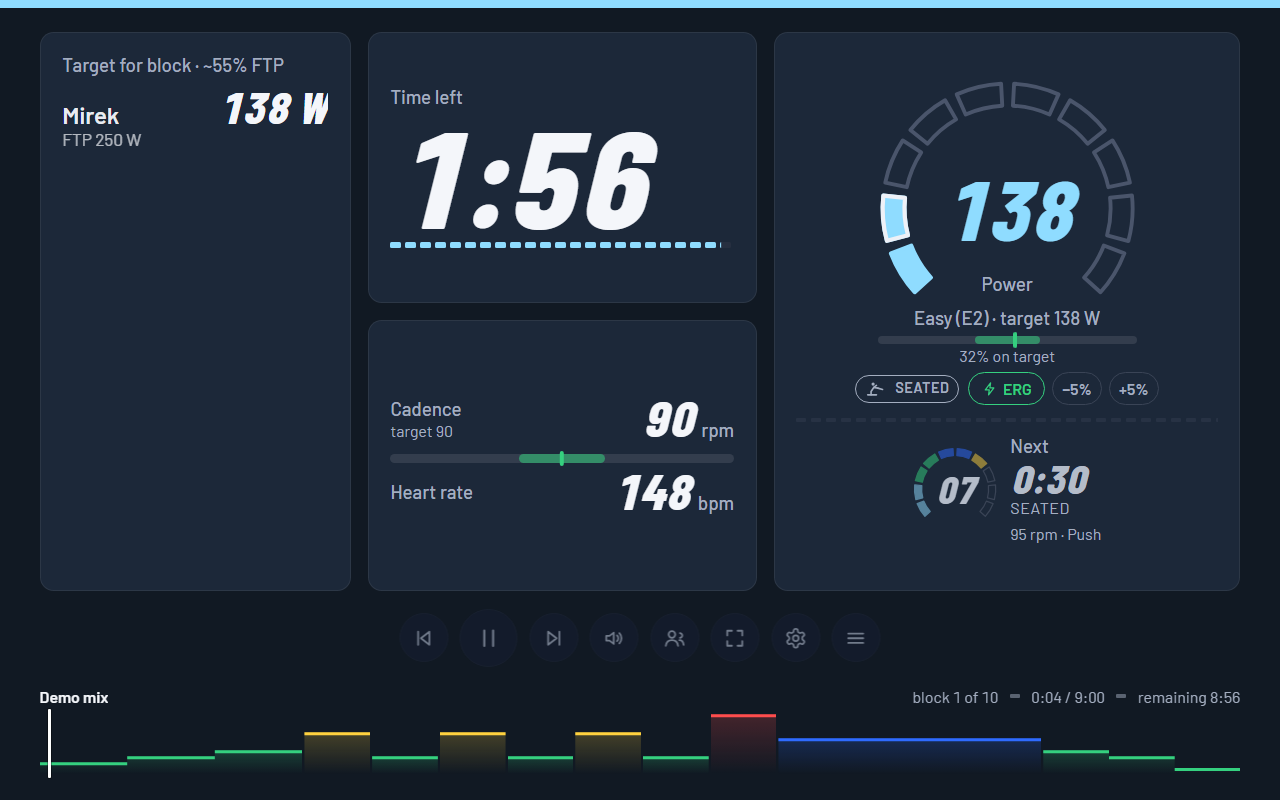 Target for block · ~55% FTP
Mirek
138 W
FTP 250 W
Time left
1:56
Cadence
target 90
90 rpm
Heart rate
148 bpm
138
Power
Easy (E2) · target 138 W
32% on target
SEATED
ERG
−5%
+5%
07
Next
0:30
SEATED
95 rpm · Push
Demo mix
block 1 of 10
0:04 / 9:00
remaining 8:56